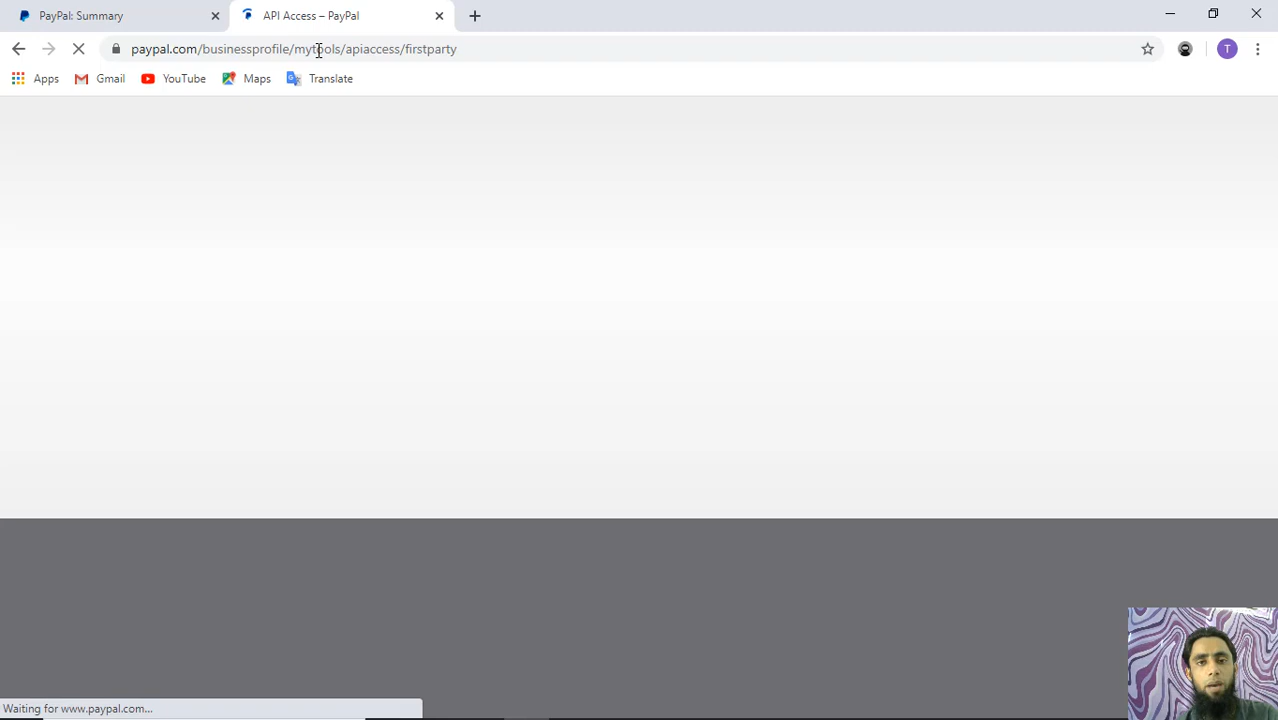 PayPal: Summary
API Access – PayPal
paypal.com/businessprofile/mytools/apiaccess/firstparty
Apps
Gmail
YouTube
Maps
Translate
T
Waiting for www.paypal.com...